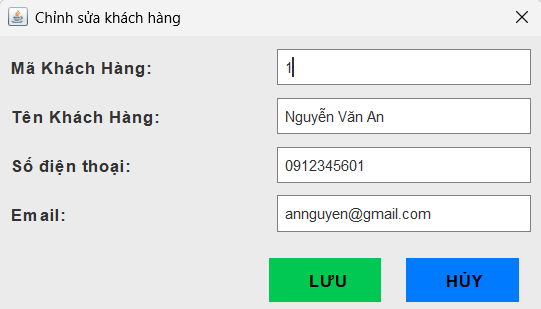 Chỉnh sửa khách hàng
Mã Khách Hàng: 1
Tên Khách Hàng: Nguyễn Văn An
Số điện thoại: 0912345601
Email: annguyen@gmail.com
LƯU HỦY